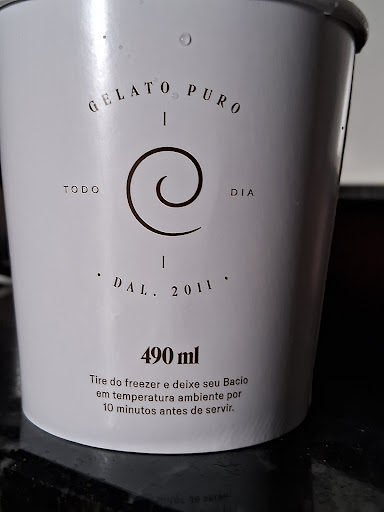 GELATO PURO
TODO DIA
· DAL. 2011 ·
490 ml
Tire do freezer e deixe seu Bacio
em temperatura ambiente por
10 minutos antes de servir.